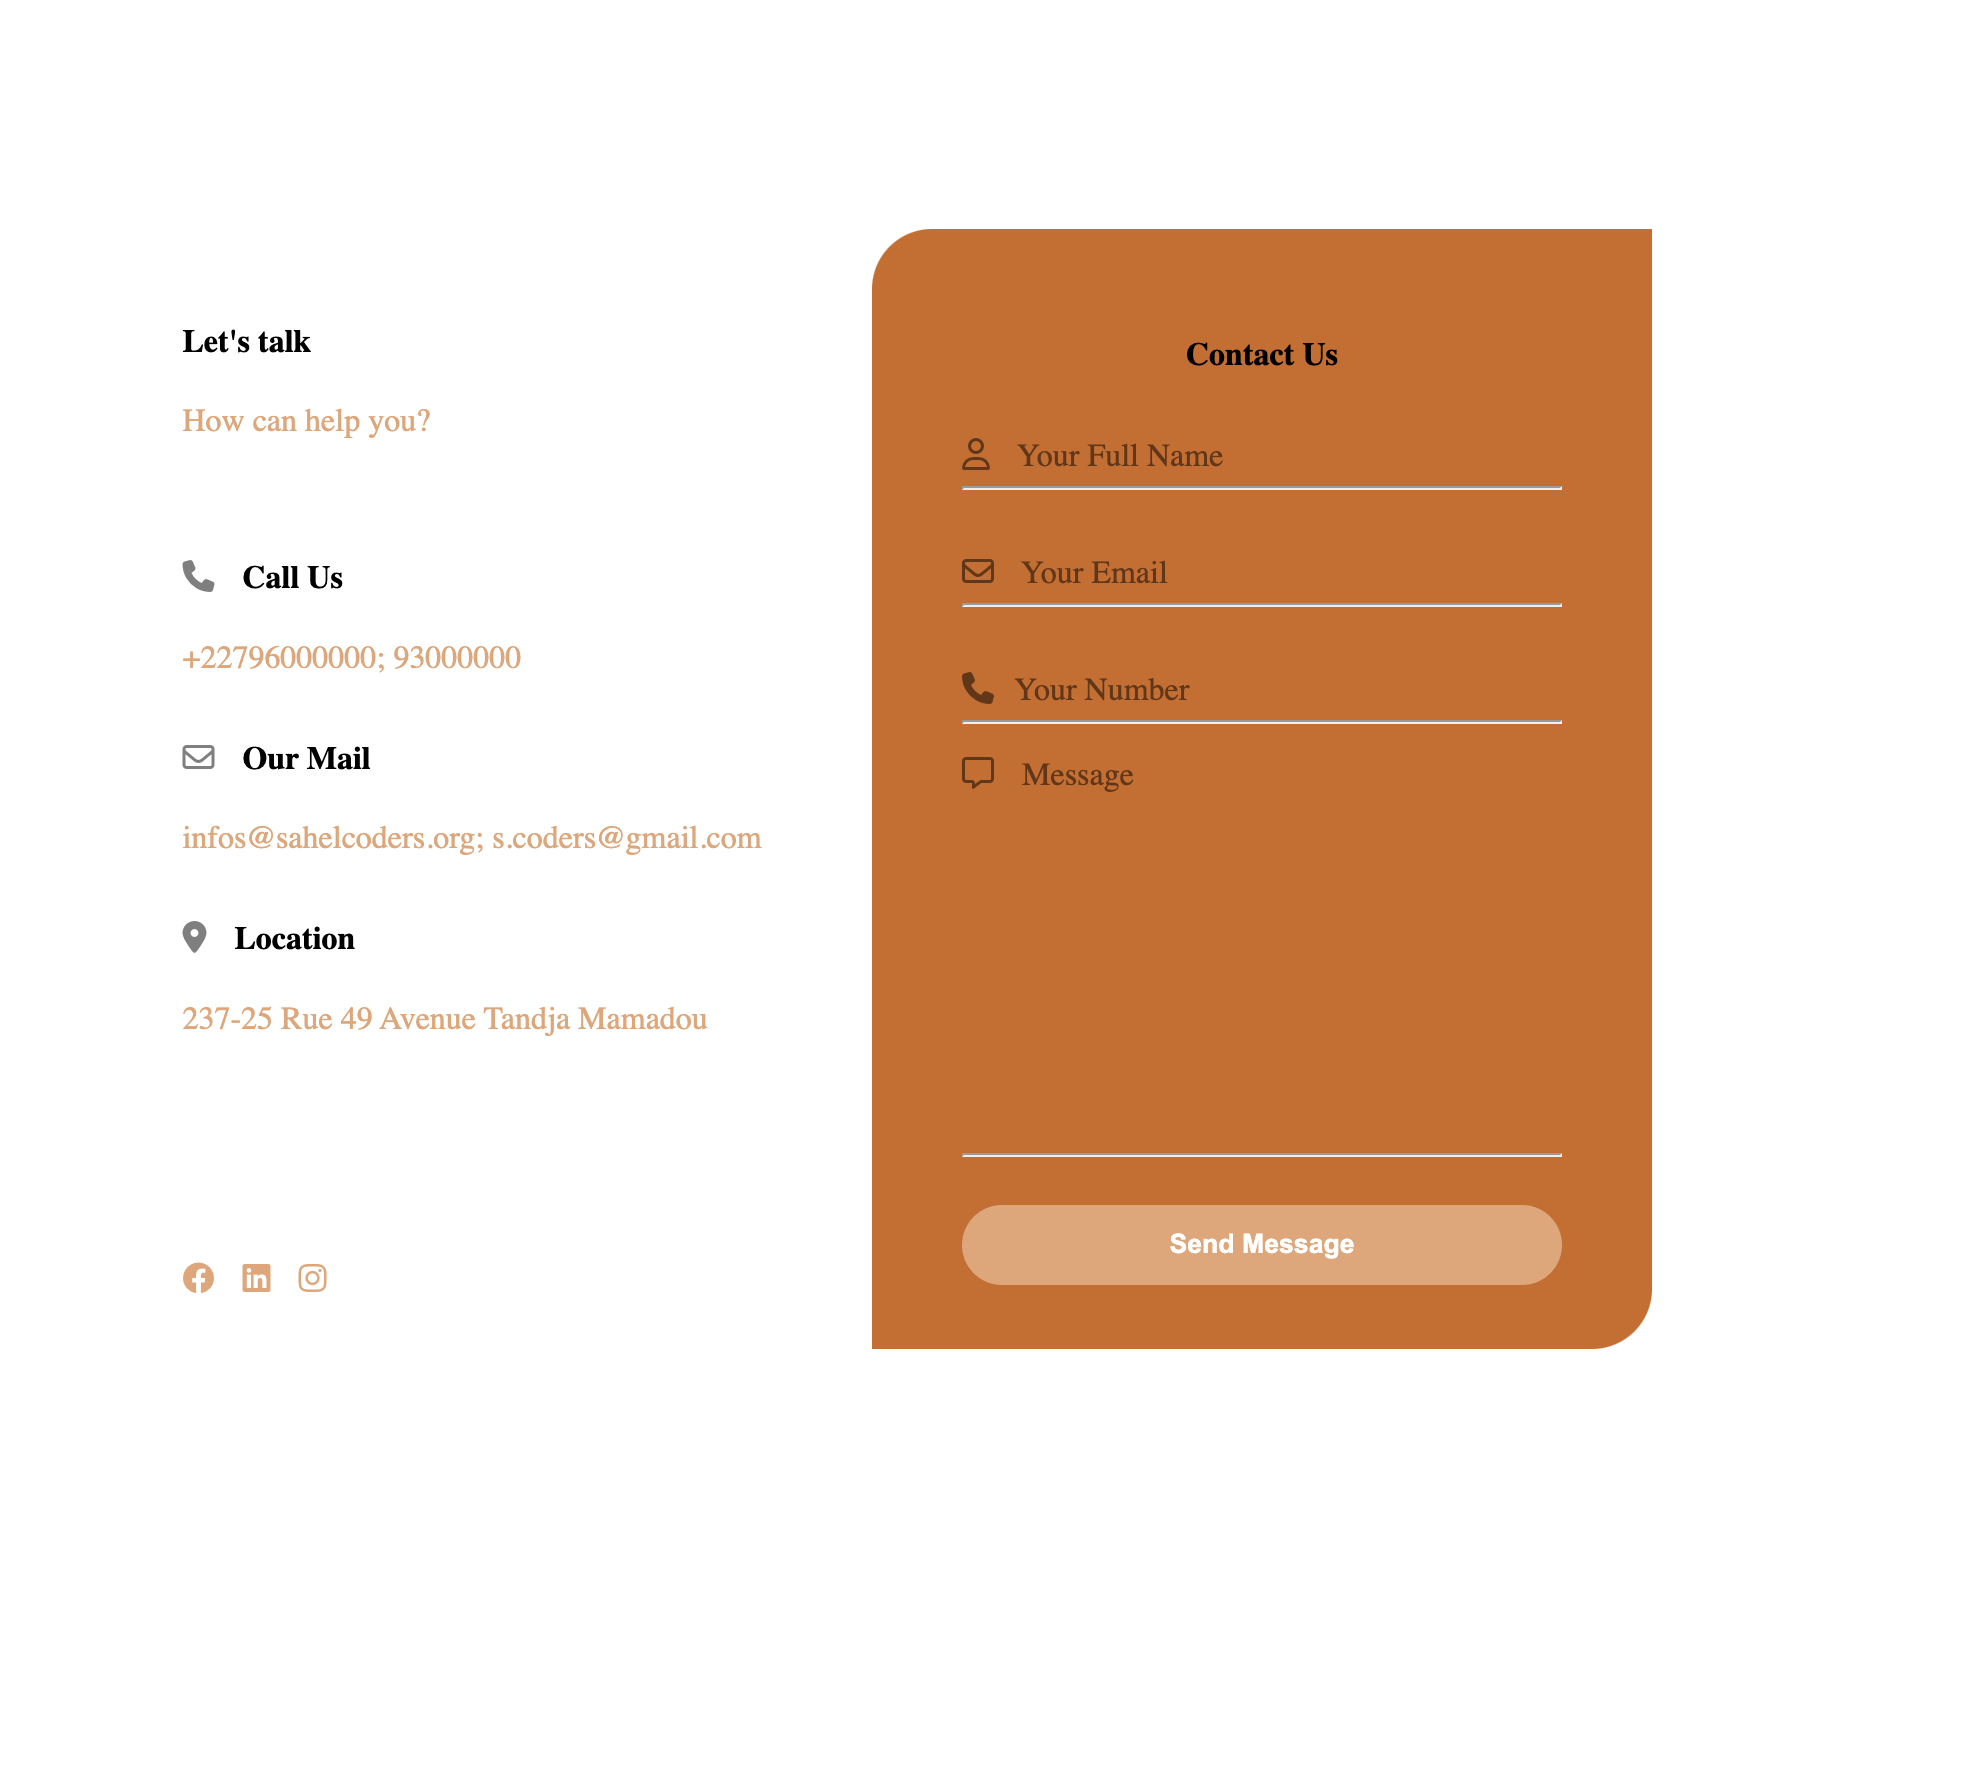 Let's talk
How can help you?
Call Us
+22796000000; 93000000
Our Mail
infos@sahelcoders.org; s.coders@gmail.com
Location
237-25 Rue 49 Avenue Tandja Mamadou
Contact Us
Your Full Name
Your Email
Your Number
Message
Send Message